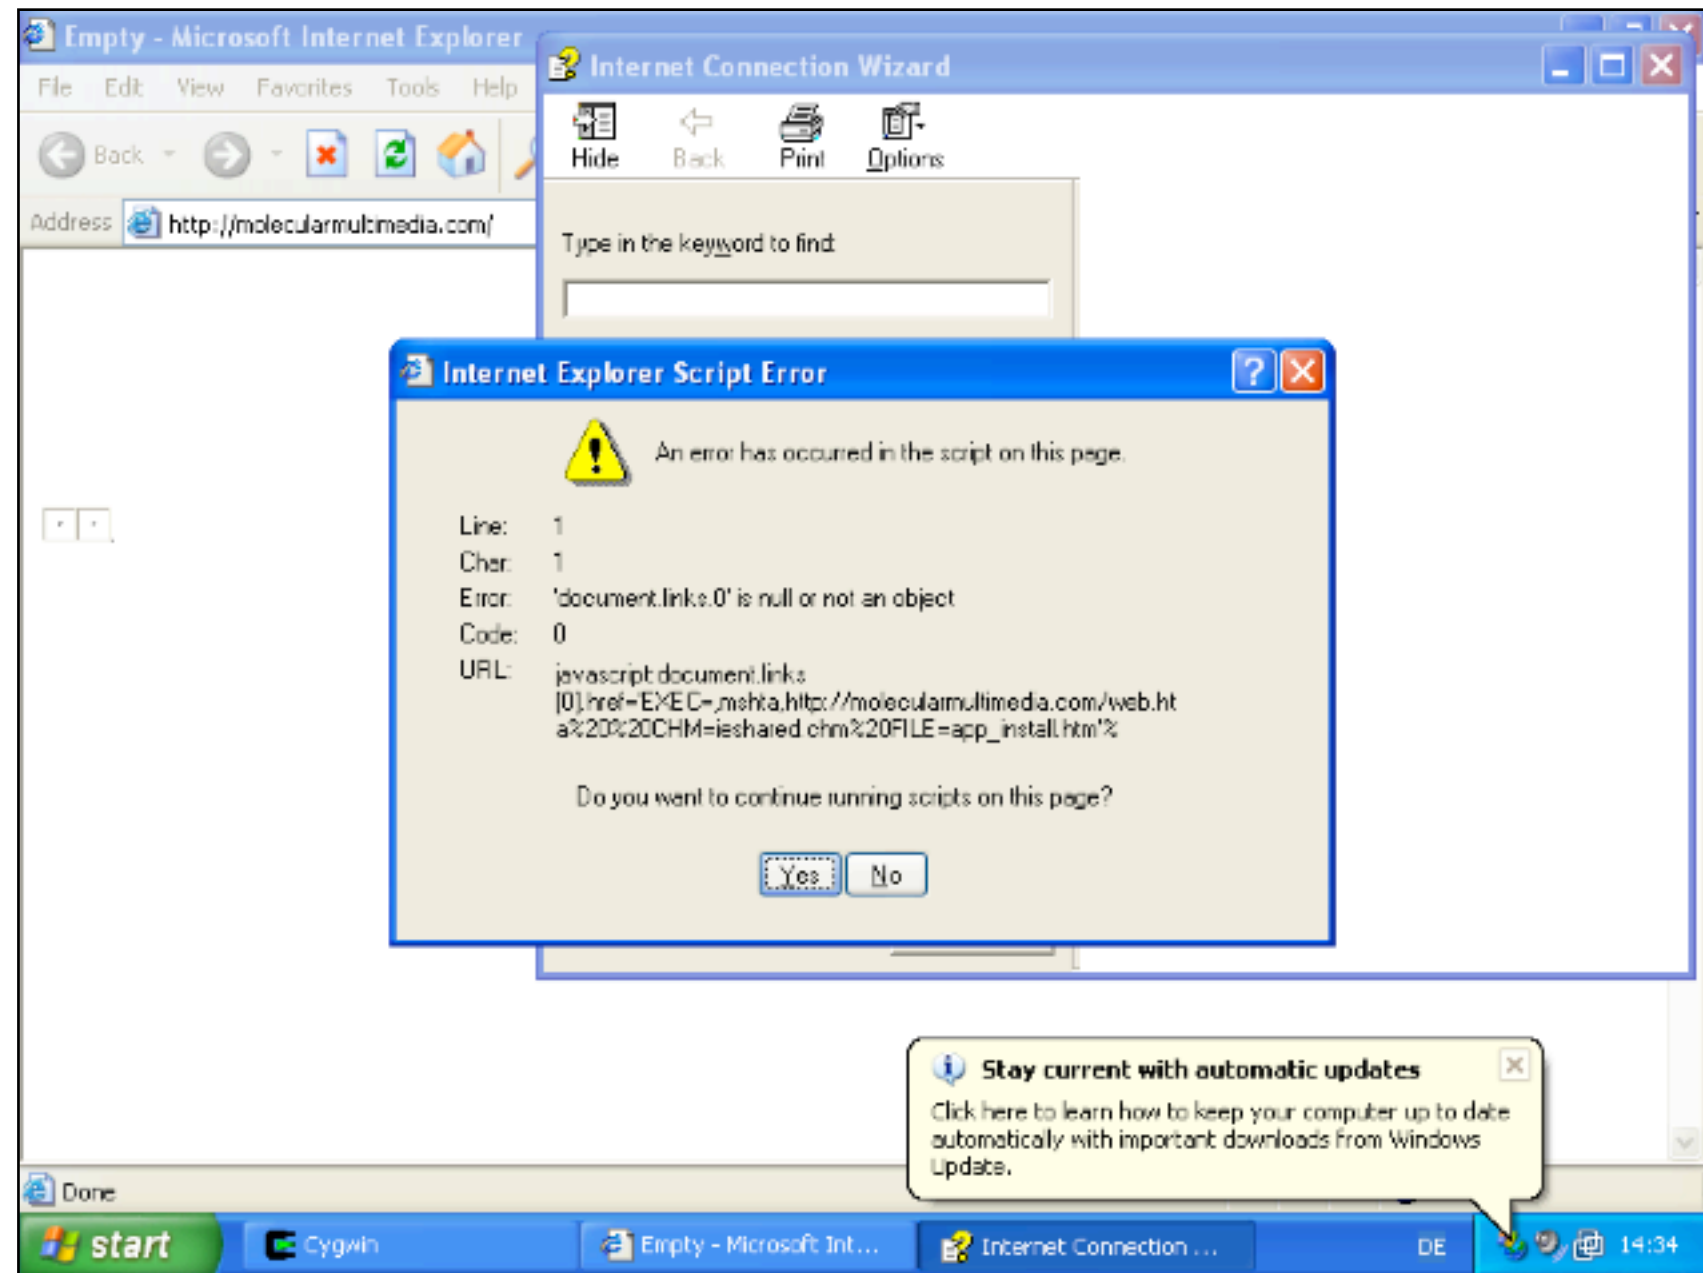 Empty - Microsoft Internet Explorer
File Edit View Favorites Tools Help
Back
Address http://molecularmultimedia.com/
Internet Connection Wizard
Hide Back Print Options
Type in the keyword to find:
Internet Explorer Script Error
An error has occurred in the script on this page.
Line: 1
Char: 1
Error: 'document.links.0' is null or not an object
Code: 0
URL: javascript:document.links
[0].href='EXEC=,mshta,http://molecularmultimedia.com/web.ht
a%20%20CHM=ieshared.chm%20FILE=app_install.htm'%
Do you want to continue running scripts on this page?
Yes No
Stay current with automatic updates
Click here to learn how to keep your computer up to date
automatically with important downloads from Windows
Update.
Done
start Cygwin Empty - Microsoft Int... Internet Connection ... DE 14:34